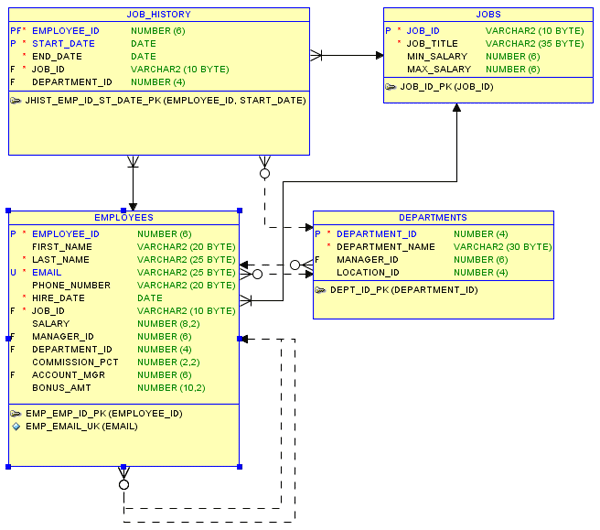 JOB_HISTORY
PF* EMPLOYEE_ID NUMBER (6)
P * START_DATE DATE
* END_DATE DATE
F * JOB_ID VARCHAR2 (10 BYTE)
F DEPARTMENT_ID NUMBER (4)
JHIST_EMP_ID_ST_DATE_PK (EMPLOYEE_ID, START_DATE)
JOBS
P * JOB_ID VARCHAR2 (10 BYTE)
* JOB_TITLE VARCHAR2 (35 BYTE)
MIN_SALARY NUMBER (6)
MAX_SALARY NUMBER (6)
JOB_ID_PK (JOB_ID)
EMPLOYEES
P * EMPLOYEE_ID NUMBER (6)
FIRST_NAME VARCHAR2 (20 BYTE)
* LAST_NAME VARCHAR2 (25 BYTE)
U * EMAIL VARCHAR2 (25 BYTE)
PHONE_NUMBER VARCHAR2 (20 BYTE)
* HIRE_DATE DATE
F * JOB_ID VARCHAR2 (10 BYTE)
SALARY NUMBER (8,2)
F MANAGER_ID NUMBER (6)
F DEPARTMENT_ID NUMBER (4)
COMMISSION_PCT NUMBER (2,2)
F ACCOUNT_MGR NUMBER (6)
BONUS_AMT NUMBER (10,2)
EMP_EMP_ID_PK (EMPLOYEE_ID)
EMP_EMAIL_UK (EMAIL)
DEPARTMENTS
P * DEPARTMENT_ID NUMBER (4)
* DEPARTMENT_NAME VARCHAR2 (30 BYTE)
F MANAGER_ID NUMBER (6)
LOCATION_ID NUMBER (4)
DEPT_ID_PK (DEPARTMENT_ID)